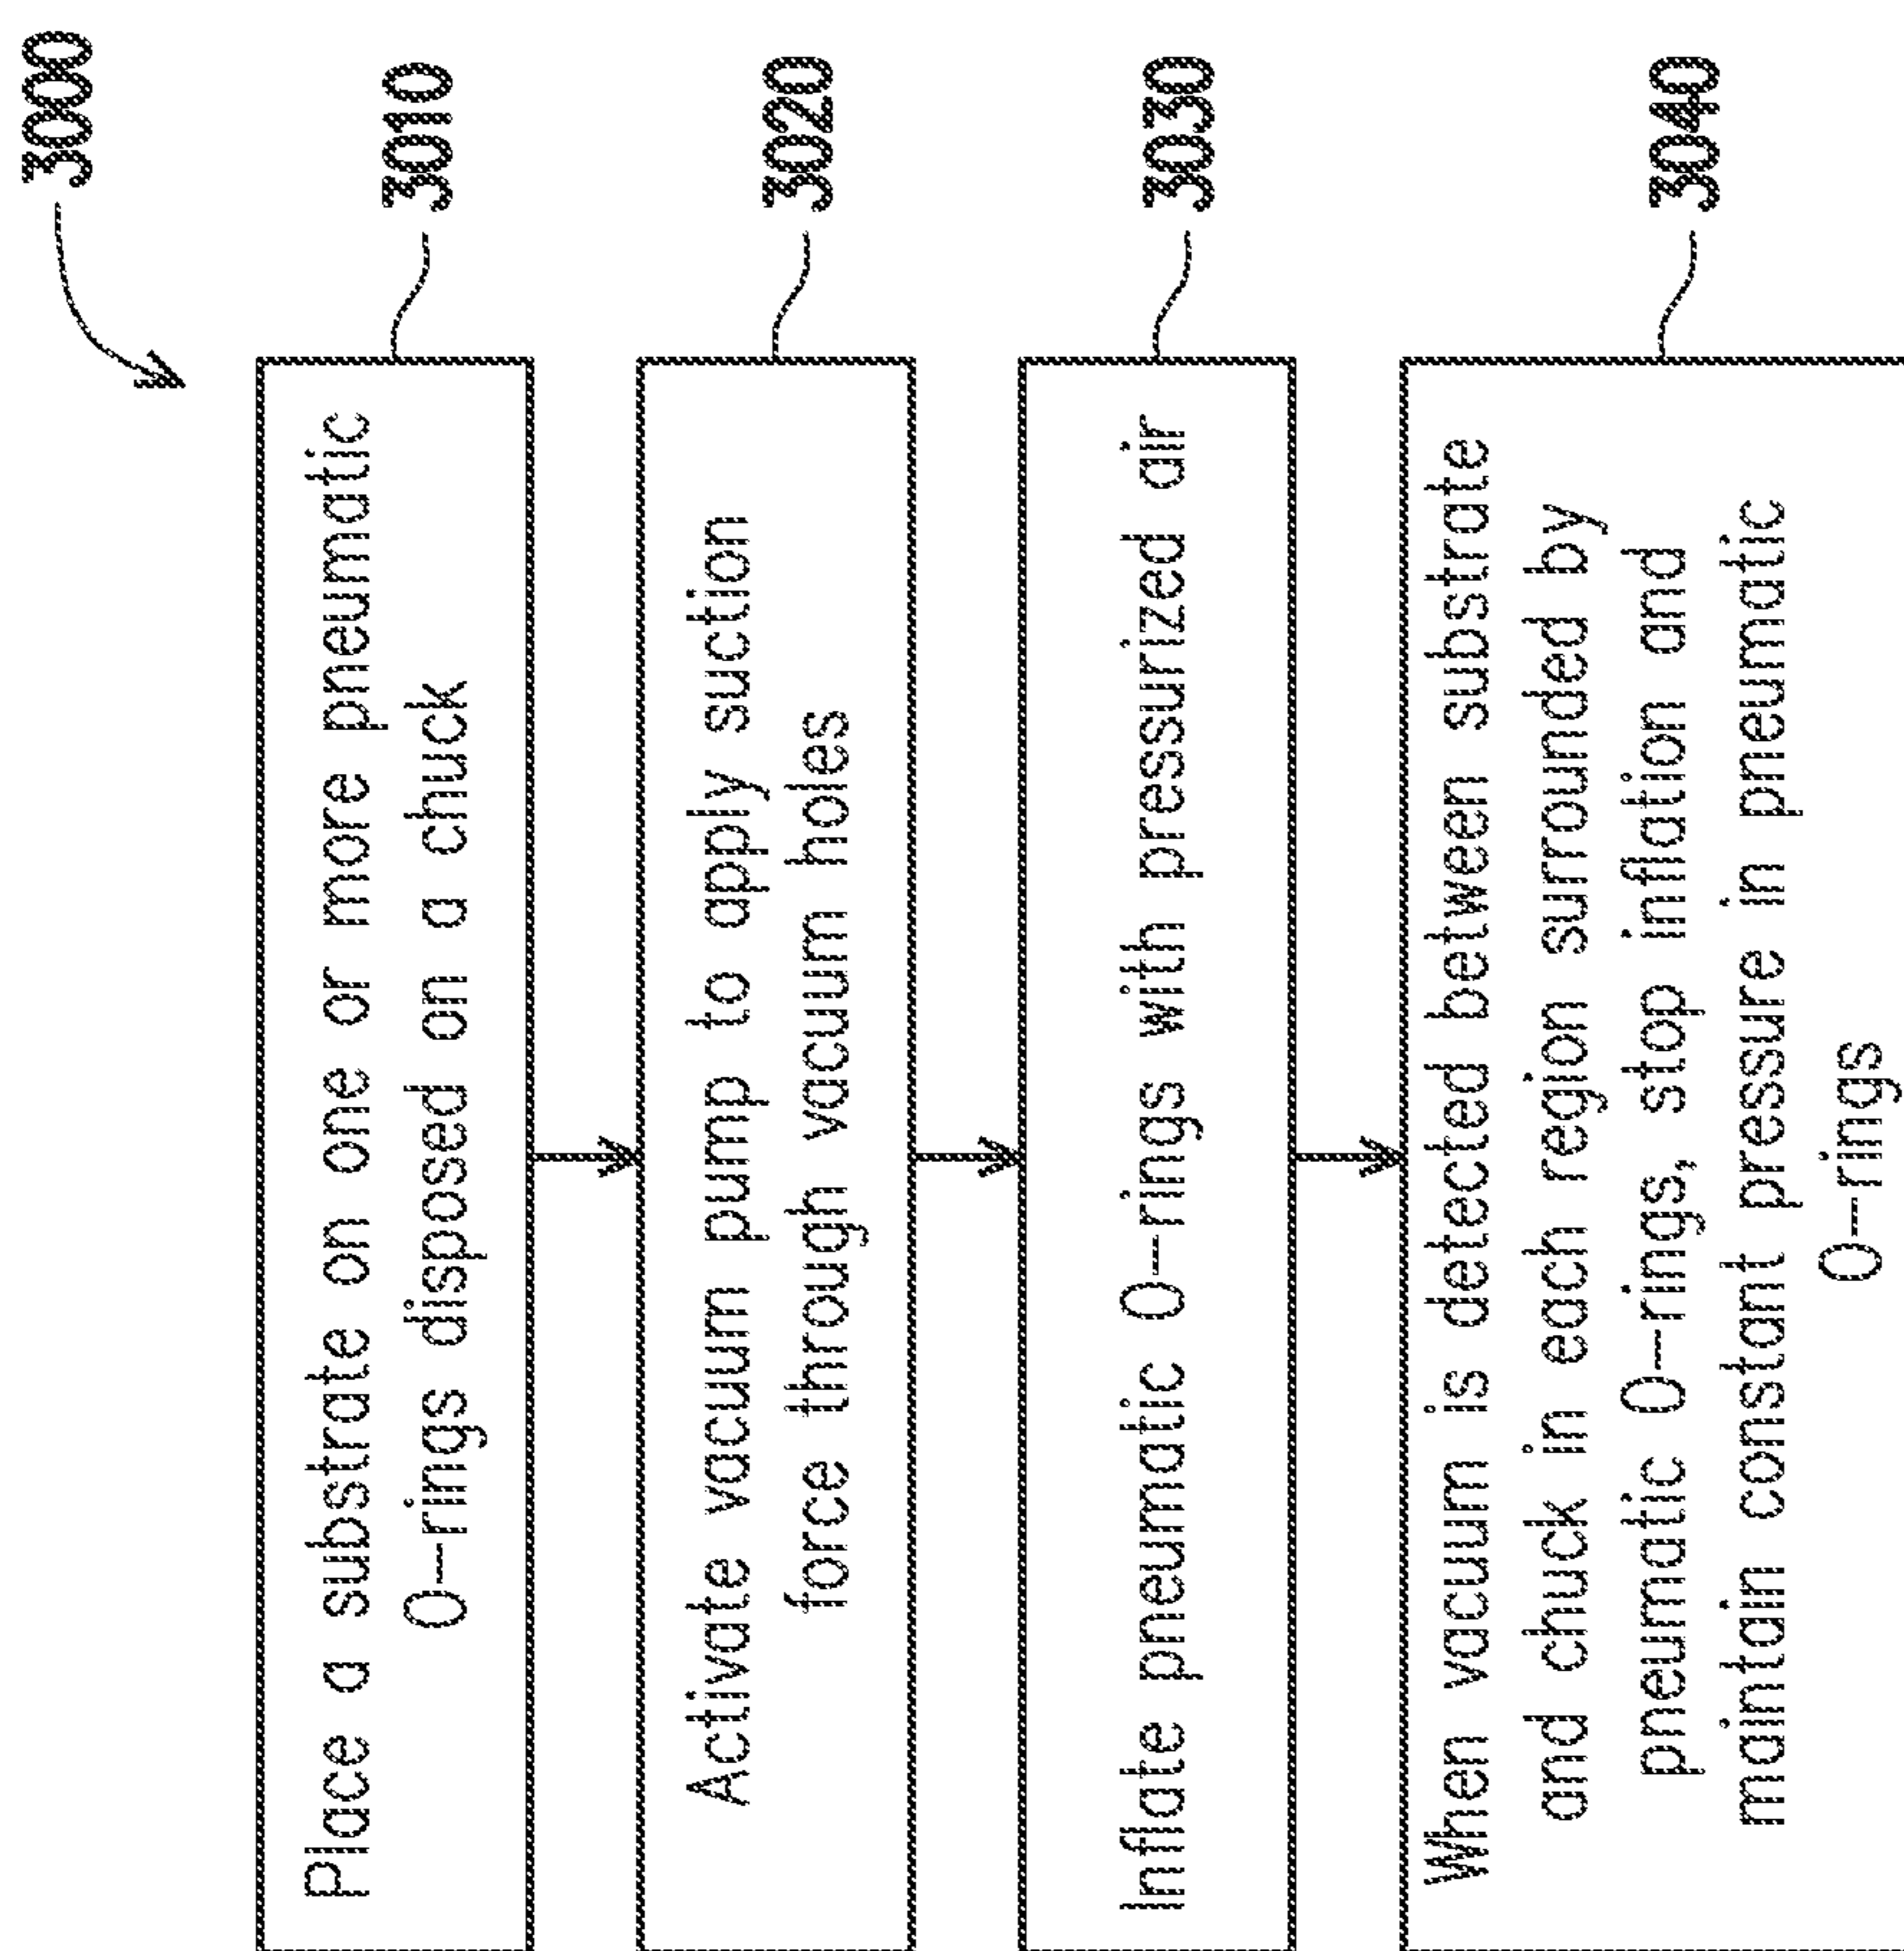 3000
Place a substrate on one or more pneumatic
O-rings disposed on a chuck
3010
Activate vacuum pump to apply suction
force through vacuum holes
3020
Inflate pneumatic O-rings with pressurized air
3030
When vacuum is detected between substrate
and chuck in each region surrounded by
pneumatic O-rings, stop inflation and
maintain constant pressure in pneumatic
O-rings
3040